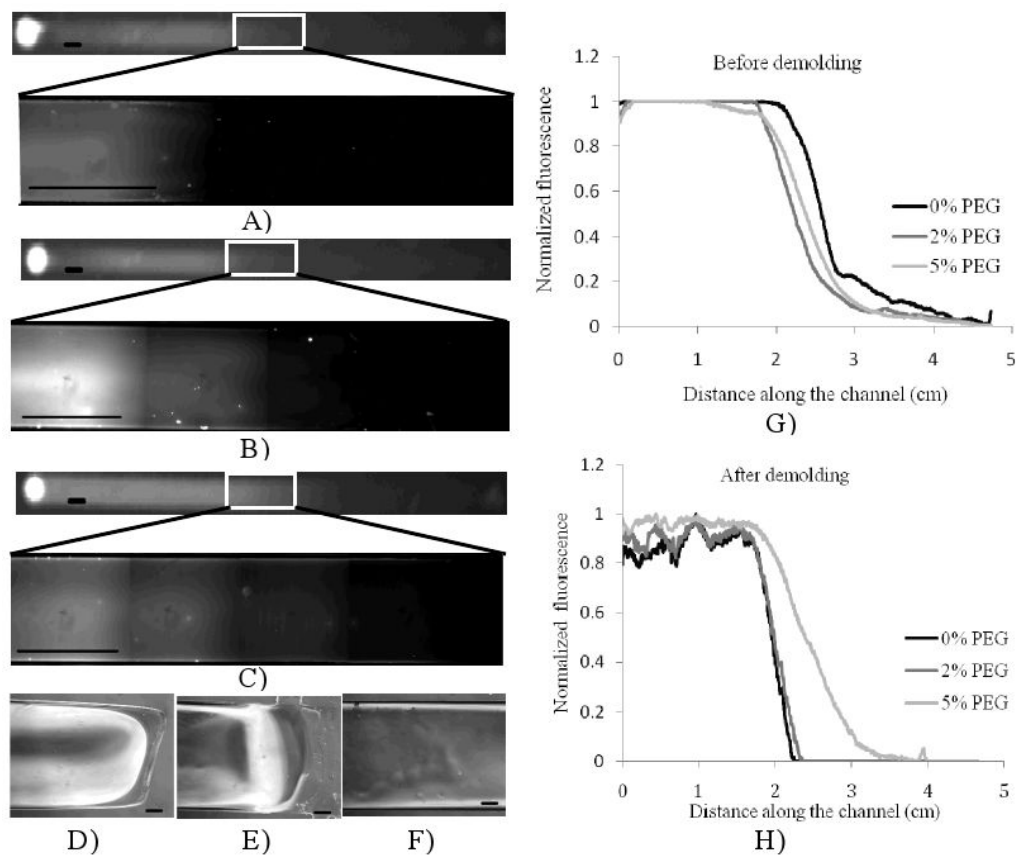 A)
B)
C)
D)
E)
F)
Before demolding
Normalized fluorescence
1.2
1
0.8
0.6
0.4
0.2
0
0% PEG
2% PEG
5% PEG
0
1
2
3
4
5
Distance along the channel (cm)
G)
After demolding
Normalized fluorescence
1.2
1
0.8
0.6
0.4
0.2
0
0% PEG
2% PEG
5% PEG
0
1
2
3
4
5
Distance along the channel (cm)
H)